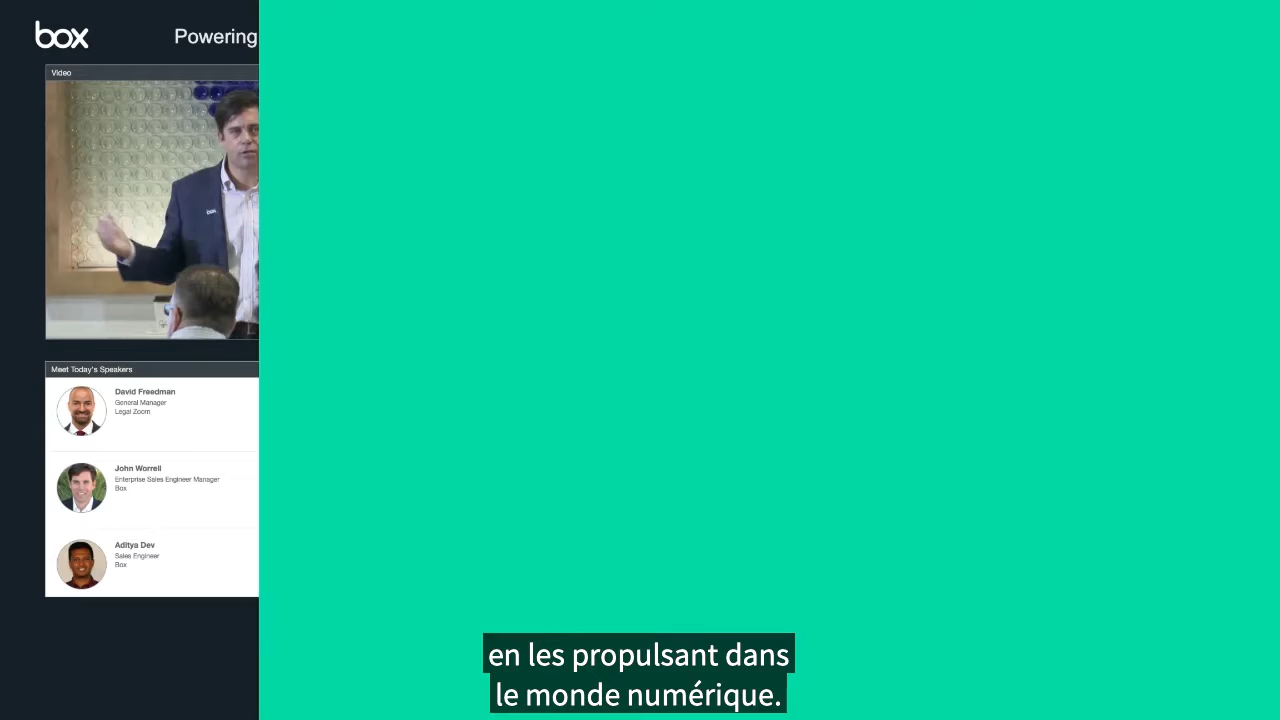 box
Powering
Video
Meet Today's Speakers
David Freedman
General Manager
Legal Zoom
John Worrell
Enterprise Sales Engineer Manager
Box
Aditya Dev
Sales Engineer
Box
en les propulsant dans
le monde numérique.